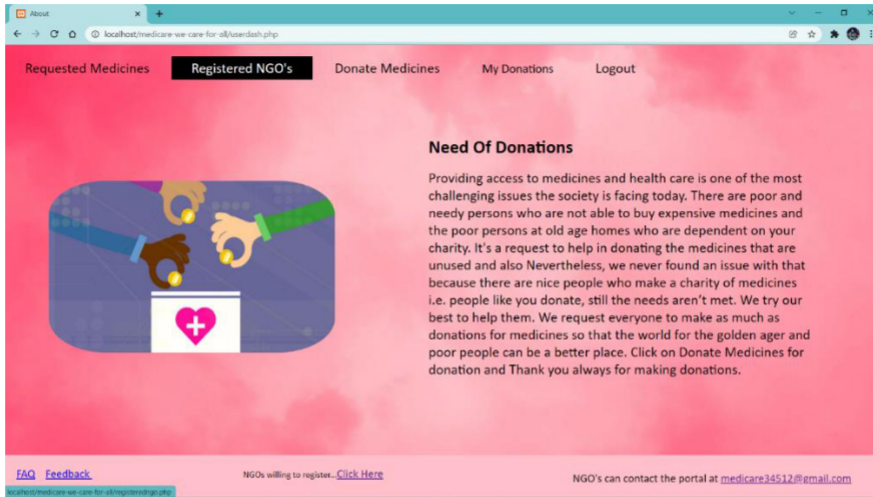 About
localhost/medicare-we-care-for-all/userdash.php
Requested Medicines Registered NGO's Donate Medicines My Donations Logout
Need Of Donations
Providing access to medicines and health care is one of the most
challenging issues the society is facing today. There are poor and
needy persons who are not able to buy expensive medicines and
the poor persons at old age homes who are dependent on your
charity. It's a request to help in donating the medicines that are
unused and also Nevertheless, we never found an issue with that
because there are nice people who make a charity of medicines
i.e. people like you donate, still the needs aren't met. We try our
best to help them. We request everyone to make as much as
donations for medicines so that the world for the golden ager and
poor people can be a better place. Click on Donate Medicines for
donation and Thank you always for making donations.
FAQ Feedback NGOs willing to register...Click Here NGO's can contact the portal at medicare34512@gmail.com
localhost/medicare-we-care-for-all/registeredngo.php